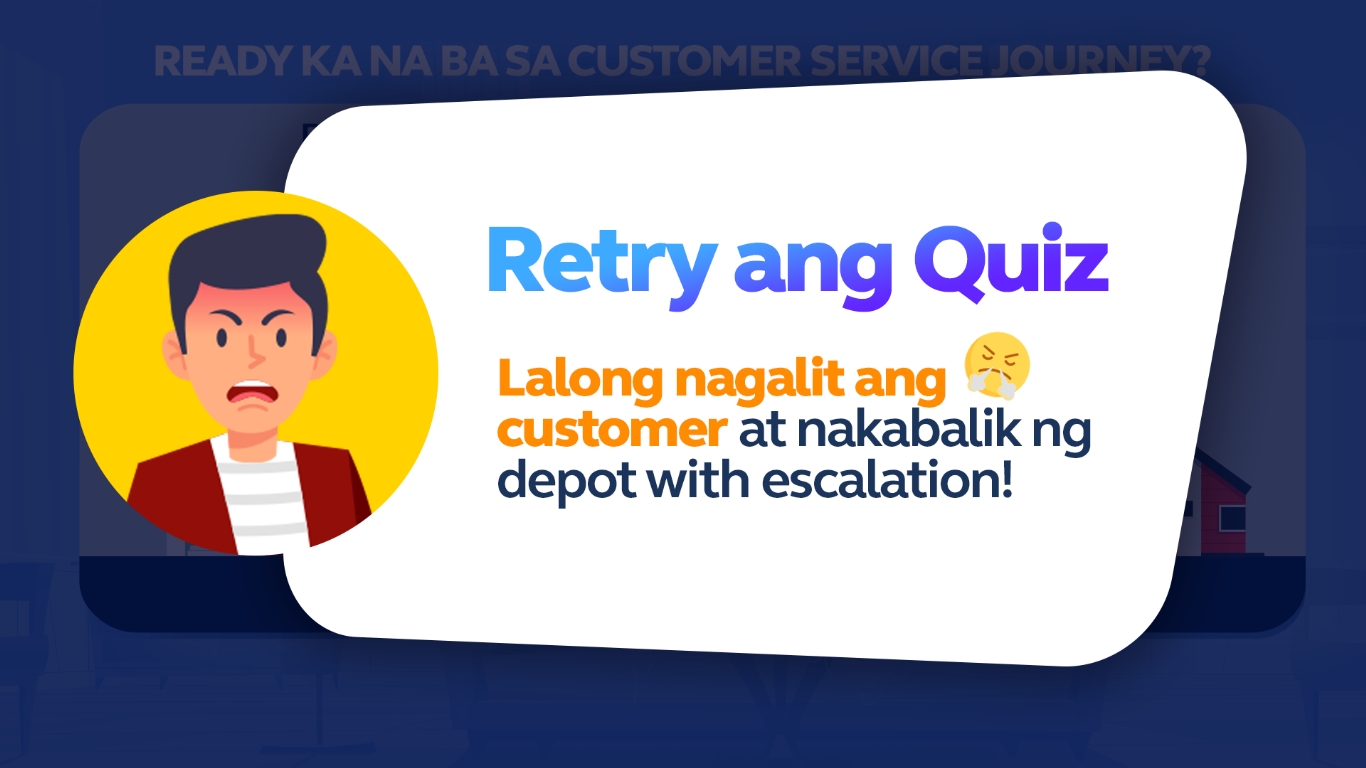 READY KA NA BA SA CUSTOMER SERVICE JOURNEY?
Retry ang Quiz
Lalong nagalit ang
customer at nakabalik ng
depot with escalation!